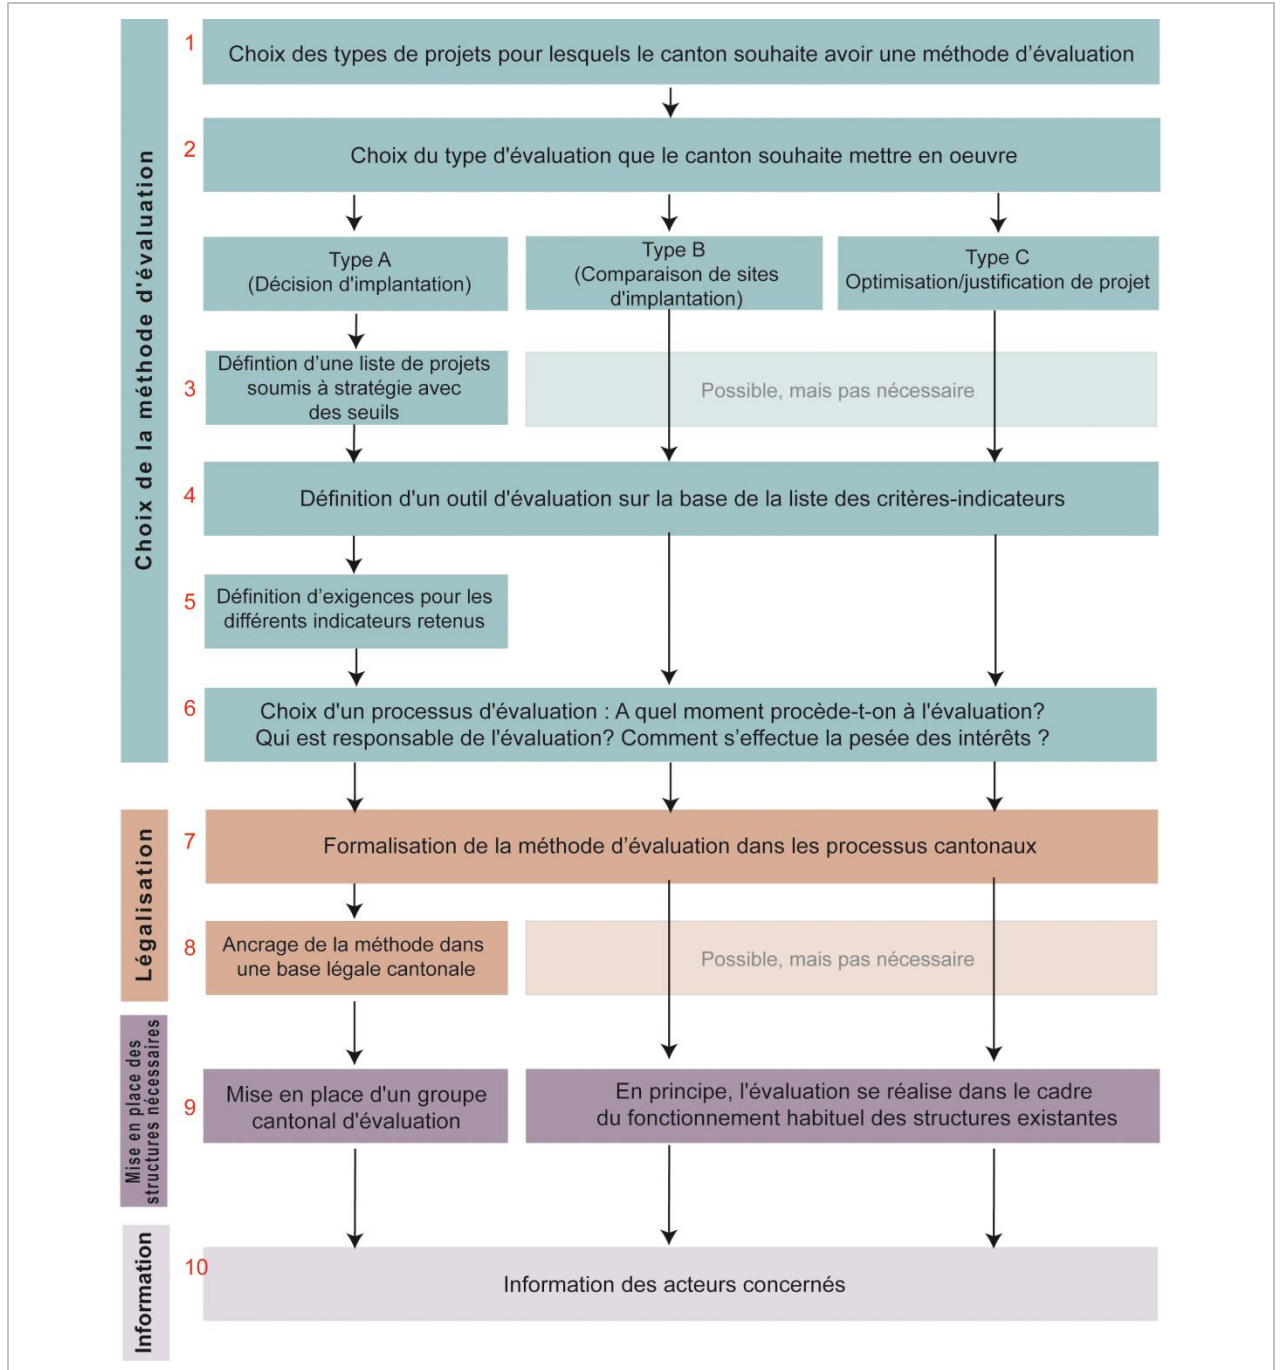 Choix de la méthode d'évaluation
1
Choix des types de projets pour lesquels le canton souhaite avoir une méthode d'évaluation
2
Choix du type d'évaluation que le canton souhaite mettre en oeuvre
Type A
(Décision d'implantation)
Type B
(Comparaison de sites
d'implantation)
Type C
Optimisation/justification de projet
3
Défintion d'une liste de projets
soumis à stratégie avec
des seuils
Possible, mais pas nécessaire
4
Définition d'un outil d'évaluation sur la base de la liste des critères-indicateurs
5
Définition d'exigences pour les
différents indicateurs retenus
6
Choix d'un processus d'évaluation : A quel moment procède-t-on à l'évaluation?
Qui est responsable de l'évaluation? Comment s'effectue la pesée des intérêts ?
Légalisation
7
Formalisation de la méthode d'évaluation dans les processus cantonaux
8
Ancrage de la méthode dans
une base légale cantonale
Possible, mais pas nécessaire
Mise en place des
structures nécessaires
9
Mise en place d'un groupe
cantonal d'évaluation
En principe, l'évaluation se réalise dans le cadre
du fonctionnement habituel des structures existantes
Information
10
Information des acteurs concernés